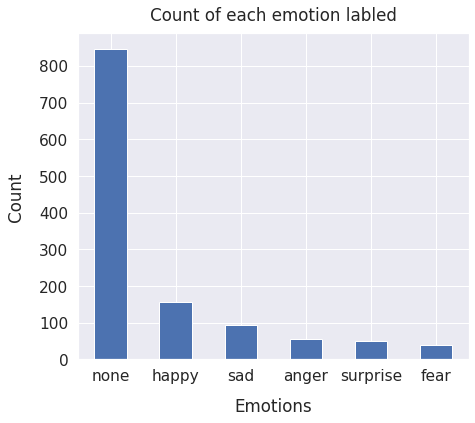 Count of each emotion labled
Count
800
700
600
500
400
300
200
100
0
none happy sad anger surprise fear
Emotions